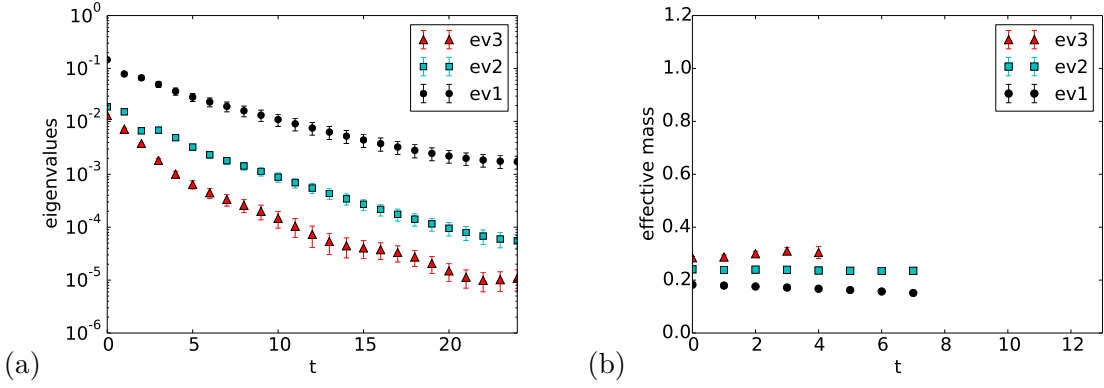 10^0
10^-1
10^-2
10^-3
10^-4
10^-5
10^-6
eigenvalues
0 5 10 15 20
t
ev3
ev2
ev1
(a)
1.2
1.0
0.8
0.6
0.4
0.2
0.0
effective mass
0 2 4 6 8 10 12
t
ev3
ev2
ev1
(b)